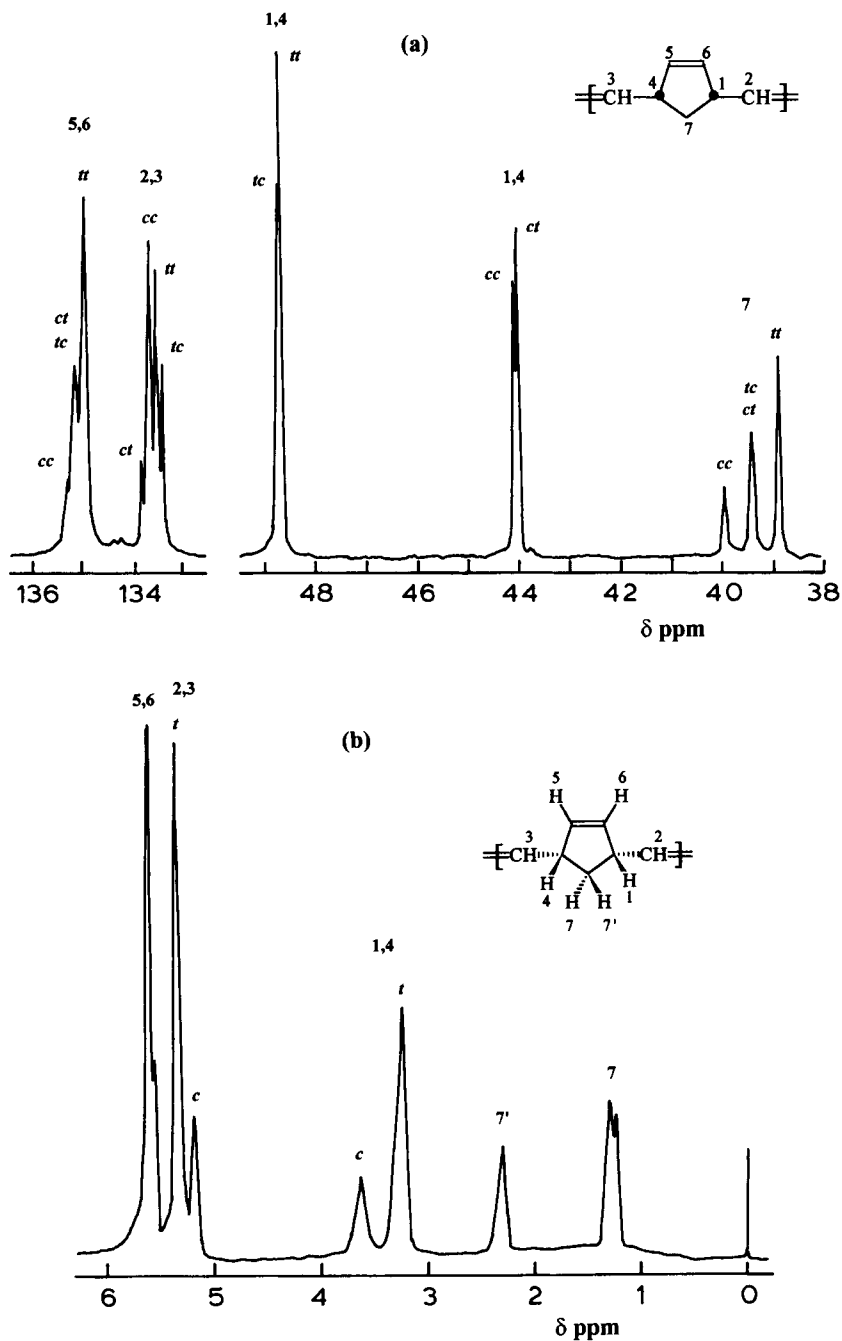 1,4
(a)
tt
5 6
3 4 1 2
CH CH
7
5,6
tt
2,3
cc
tt
tc
1,4
ct
cc
7
tt
ct
tc
tc
tc
ct
cc
ct
cc
136 134 48 46 44 42 40 38
δ ppm
2,3
5,6
t
(b)
5 6
H H
3 2
CH CH
H H H H
4 7 7' 1
1,4
t
c
7'
7
c
6 5 4 3 2 1 0
δ ppm